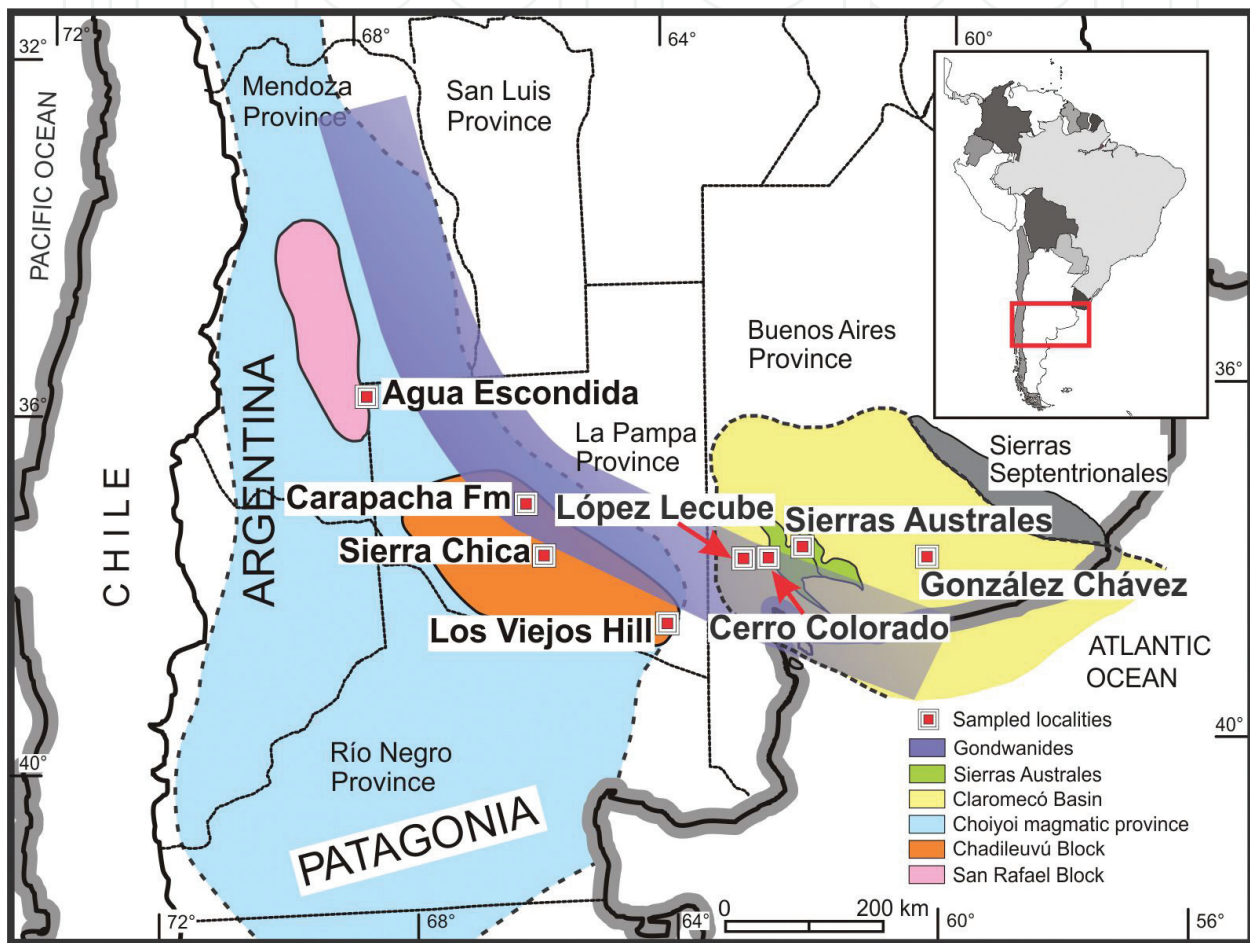 72°
68°
64°
60°
32°
Mendoza
Province
San Luis
Province
PACIFIC OCEAN
Buenos Aires
Province
36°
36°
Agua Escondida
ARGENTINA
La Pampa
Province
Sierras
Septentrionales
CHILE
Carapacha Fm
López Lecube
Sierras Australes
Sierra Chica
González Chávez
Los Viejos Hill
Cerro Colorado
ATLANTIC
OCEAN
Río Negro
Province
PATAGONIA
40°
40°
Sampled localities
Gondwanides
Sierras Australes
Claromecó Basin
Choiyoi magmatic province
Chadileuvú Block
San Rafael Block
0 200 km
72°
68°
64°
60°
56°